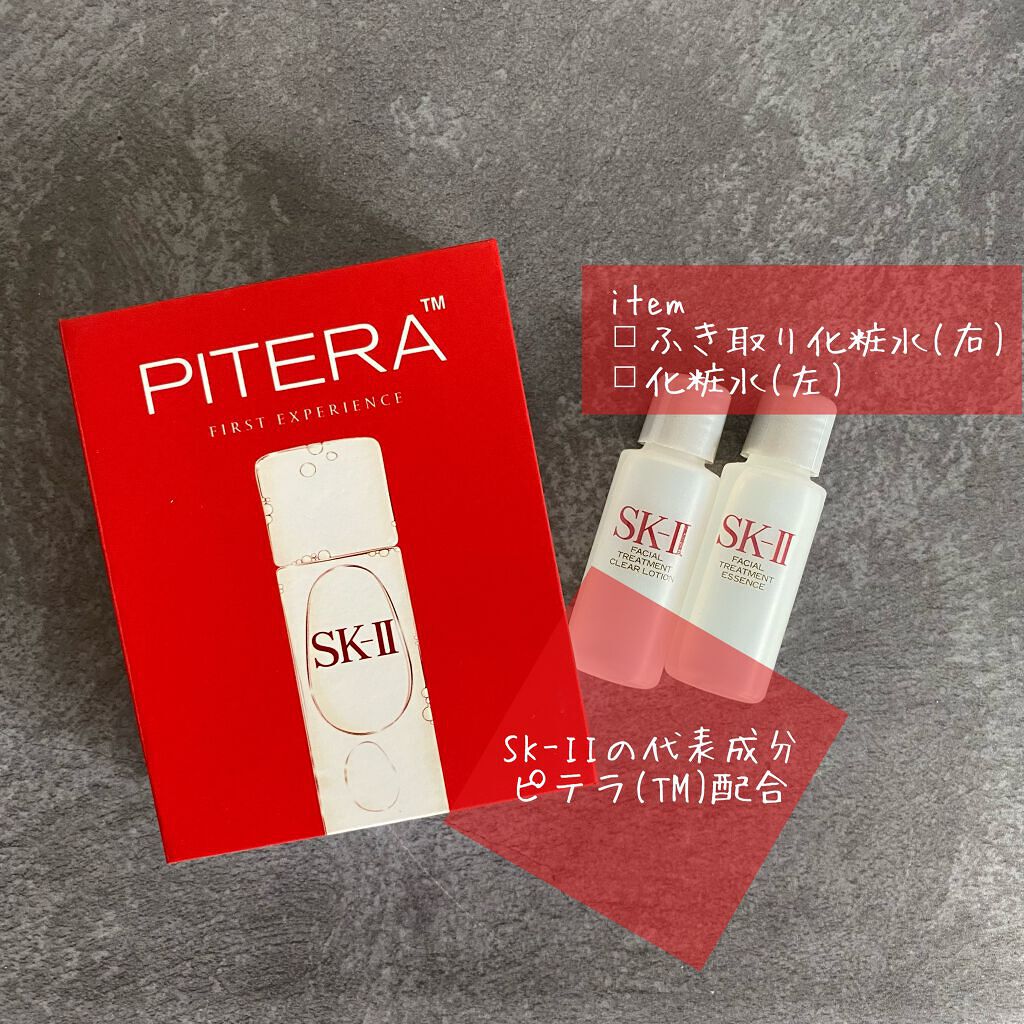 PITERA™
FIRST EXPERIENCE
SK-II
item
□ ふき取り化粧水(右)
□ 化粧水(左)
SK-II
FACIAL
TREATMENT
CLEAR LOTION
SK-II
FACIAL
TREATMENT
ESSENCE
Sk-IIの代表成分
ピテラ(TM)配合